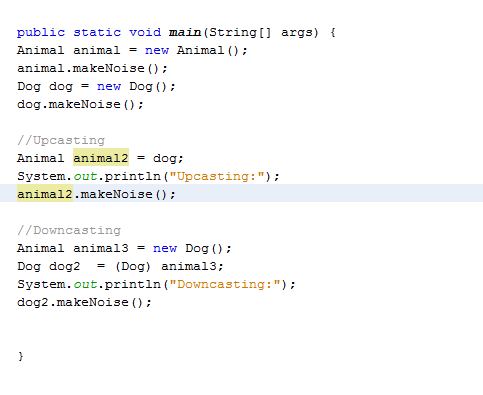 public static void main(String[] args) {
Animal animal = new Animal();
animal.makeNoise();
Dog dog = new Dog();
dog.makeNoise();
//Upcasting
Animal animal2 = dog;
System.out.println("Upcasting:");
animal2.makeNoise();
//Downcasting
Animal animal3 = new Dog();
Dog dog2  = (Dog) animal3;
System.out.println("Downcasting:");
dog2.makeNoise();
}